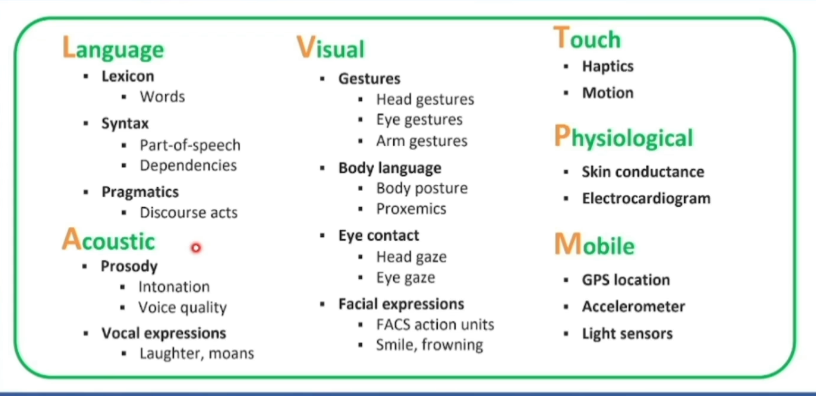 Language
▪ Lexicon
▪ Words
▪ Syntax
▪ Part-of-speech
▪ Dependencies
▪ Pragmatics
▪ Discourse acts
Acoustic
▪ Prosody
▪ Intonation
▪ Voice quality
▪ Vocal expressions
▪ Laughter, moans
Visual
▪ Gestures
▪ Head gestures
▪ Eye gestures
▪ Arm gestures
▪ Body language
▪ Body posture
▪ Proxemics
▪ Eye contact
▪ Head gaze
▪ Eye gaze
▪ Facial expressions
▪ FACS action units
▪ Smile, frowning
Touch
▪ Haptics
▪ Motion
Physiological
▪ Skin conductance
▪ Electrocardiogram
Mobile
▪ GPS location
▪ Accelerometer
▪ Light sensors